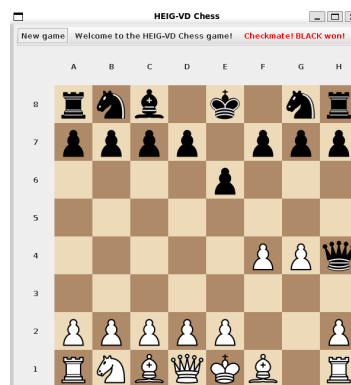 HEIG-VD Chess
New game Welcome to the HEIG-VD Chess game! Checkmate! BLACK won!
A B C D E F G H
8
7
6
5
4
3
2
1